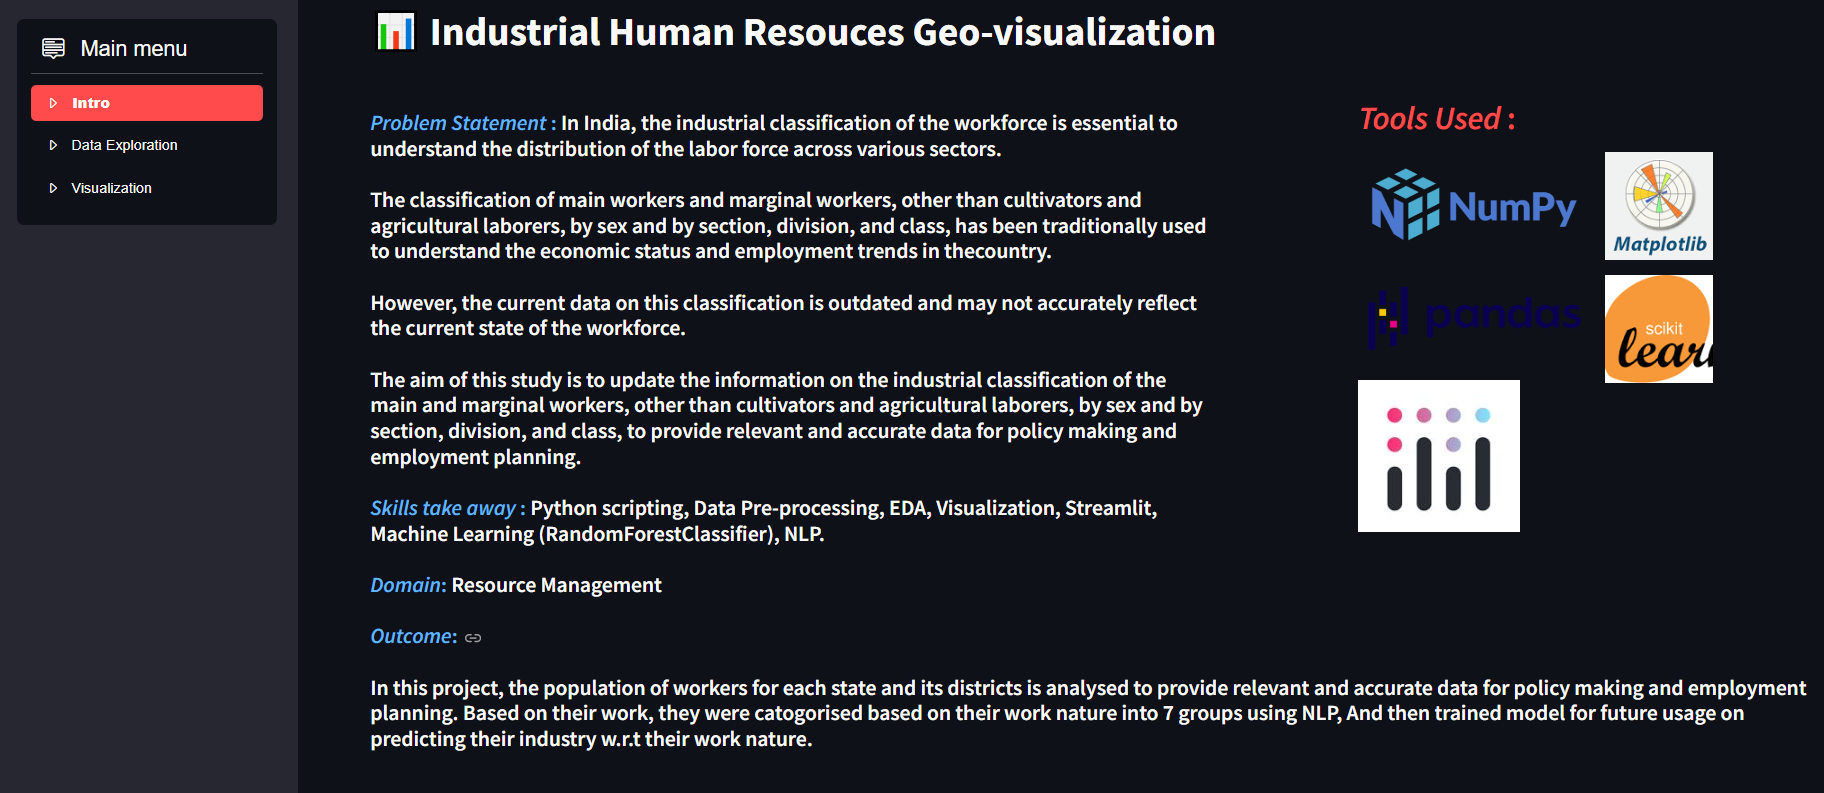 Main menu
Intro
Data Exploration
Visualization
Industrial Human Resouces Geo-visualization
Problem Statement : In India, the industrial classification of the workforce is essential to
understand the distribution of the labor force across various sectors.
The classification of main workers and marginal workers, other than cultivators and
agricultural laborers, by sex and by section, division, and class, has been traditionally used
to understand the economic status and employment trends in thecountry.
However, the current data on this classification is outdated and may not accurately reflect
the current state of the workforce.
The aim of this study is to update the information on the industrial classification of the
main and marginal workers, other than cultivators and agricultural laborers, by sex and by
section, division, and class, to provide relevant and accurate data for policy making and
employment planning.
Skills take away : Python scripting, Data Pre-processing, EDA, Visualization, Streamlit,
Machine Learning (RandomForestClassifier), NLP.
Domain: Resource Management
Outcome:
In this project, the population of workers for each state and its districts is analysed to provide relevant and accurate data for policy making and employment
planning. Based on their work, they were catogorised based on their work nature into 7 groups using NLP, And then trained model for future usage on
predicting their industry w.r.t their work nature.
Tools Used :
NumPy
Matplotlib
pandas
scikit
lear